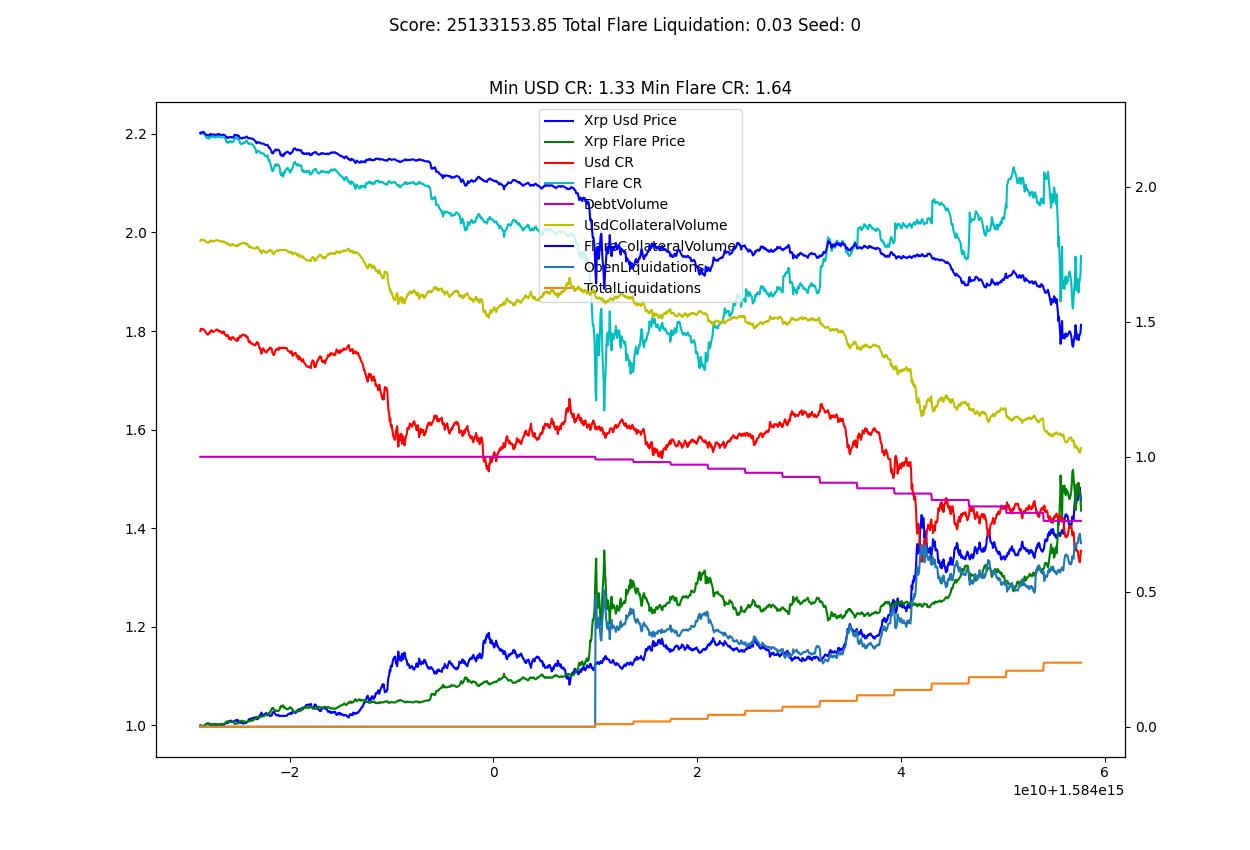 Score: 25133153.85 Total Flare Liquidation: 0.03 Seed: 0
Min USD CR: 1.33 Min Flare CR: 1.64
Xrp Usd Price
Xrp Flare Price
Usd CR
Flare CR
DebtVolume
UsdCollateralVolume
FlareCollateralVolume
OpenLiquidations
TotalLiquidations
2.2
2.0
1.8
1.6
1.4
1.2
1.0
2.0
1.5
1.0
0.5
0.0
−2
0
2
4
6
1e10+1.584e15